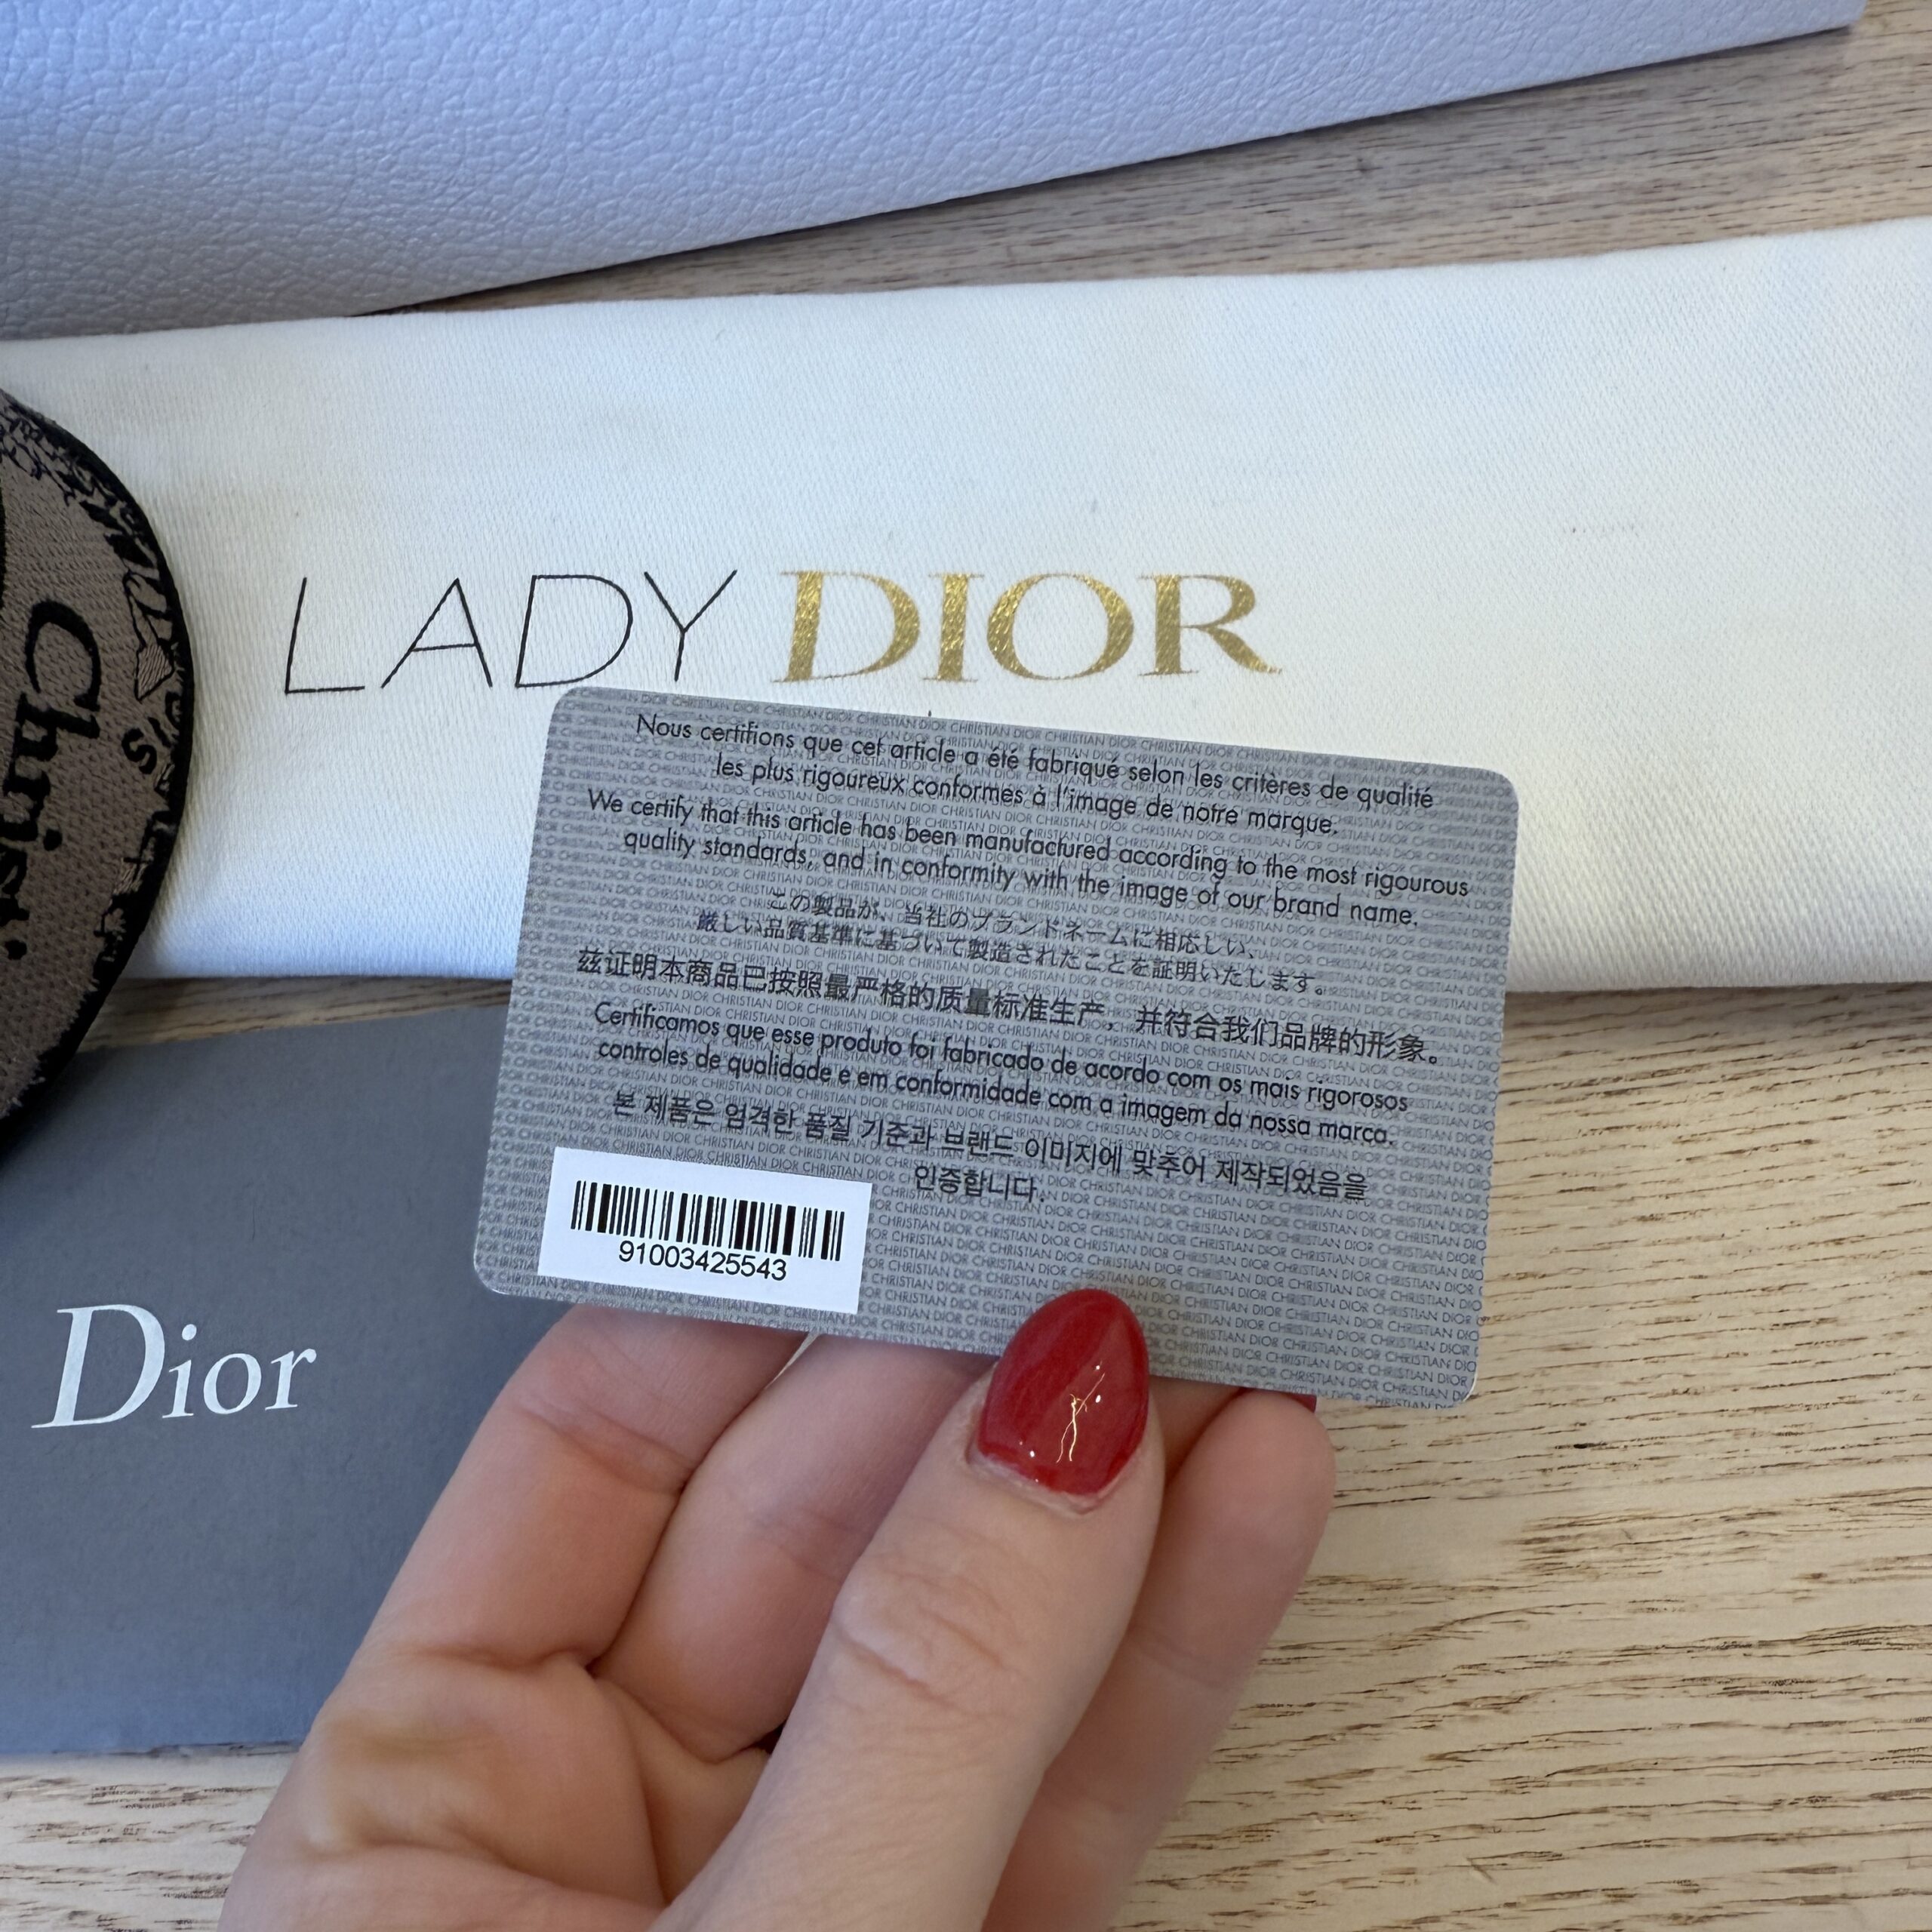 LADY DIOR
Christ
Nous certifions que cet article a été fabriqué selon les critères de qualité
les plus rigoureux conformes à l'image de notre marque.
We certify that this article has been manufactured according to the most rigourous
quality standards, and in conformity with the image of our brand name.
この製品が、当社のブランドネームに相応しい、
厳しい品質基準に基づいて製造されたことを証明いたします。
兹证明本商品已按照最严格的质量标准生产，并符合我们品牌的形象。
Certificamos que esse produto foi fabricado de acordo com os mais rigorosos
controles de qualidade e em conformidade com a imagem da nossa marca.
본 제품은 엄격한 품질 기준과 브랜드 이미지에 맞추어 제작되었음을
인증합니다.
91003425543
Dior